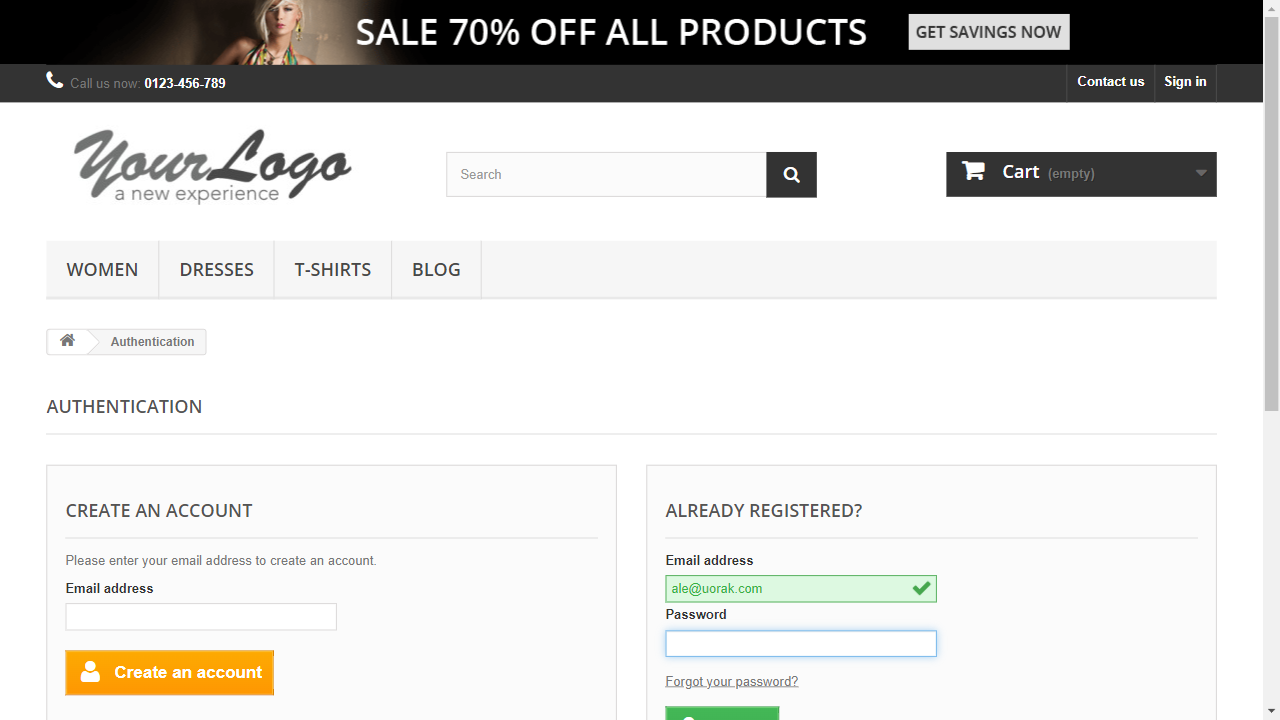 SALE 70% OFF ALL PRODUCTS GET SAVINGS NOW
Call us now: 0123-456-789 Contact us Sign in
YourLogo
a new experience
Search
Cart (empty)
WOMEN DRESSES T-SHIRTS BLOG
Authentication
AUTHENTICATION
CREATE AN ACCOUNT
Please enter your email address to create an account.
Email address
Create an account
ALREADY REGISTERED?
Email address
ale@uorak.com
Password
Forgot your password?